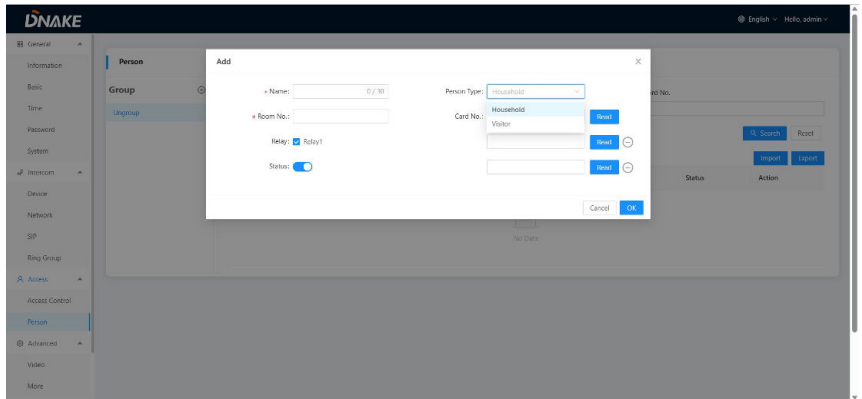 DNAKE
English Hello, admin
General
Information
Basic
Time
Password
System
Intercom
Device
Network
SIP
Ring Group
Access
Access Control
Person
Advanced
Video
More
Person
Group
Ungroup
Add
* Name: 0 / 30
Person Type: Household
Household
Visitor
* Room No.:
Card No.: Read
Relay: Relay1
Read
Status:
Read
Cancel OK
rd No.
Search Reset
Import Export
Status Action
No Data